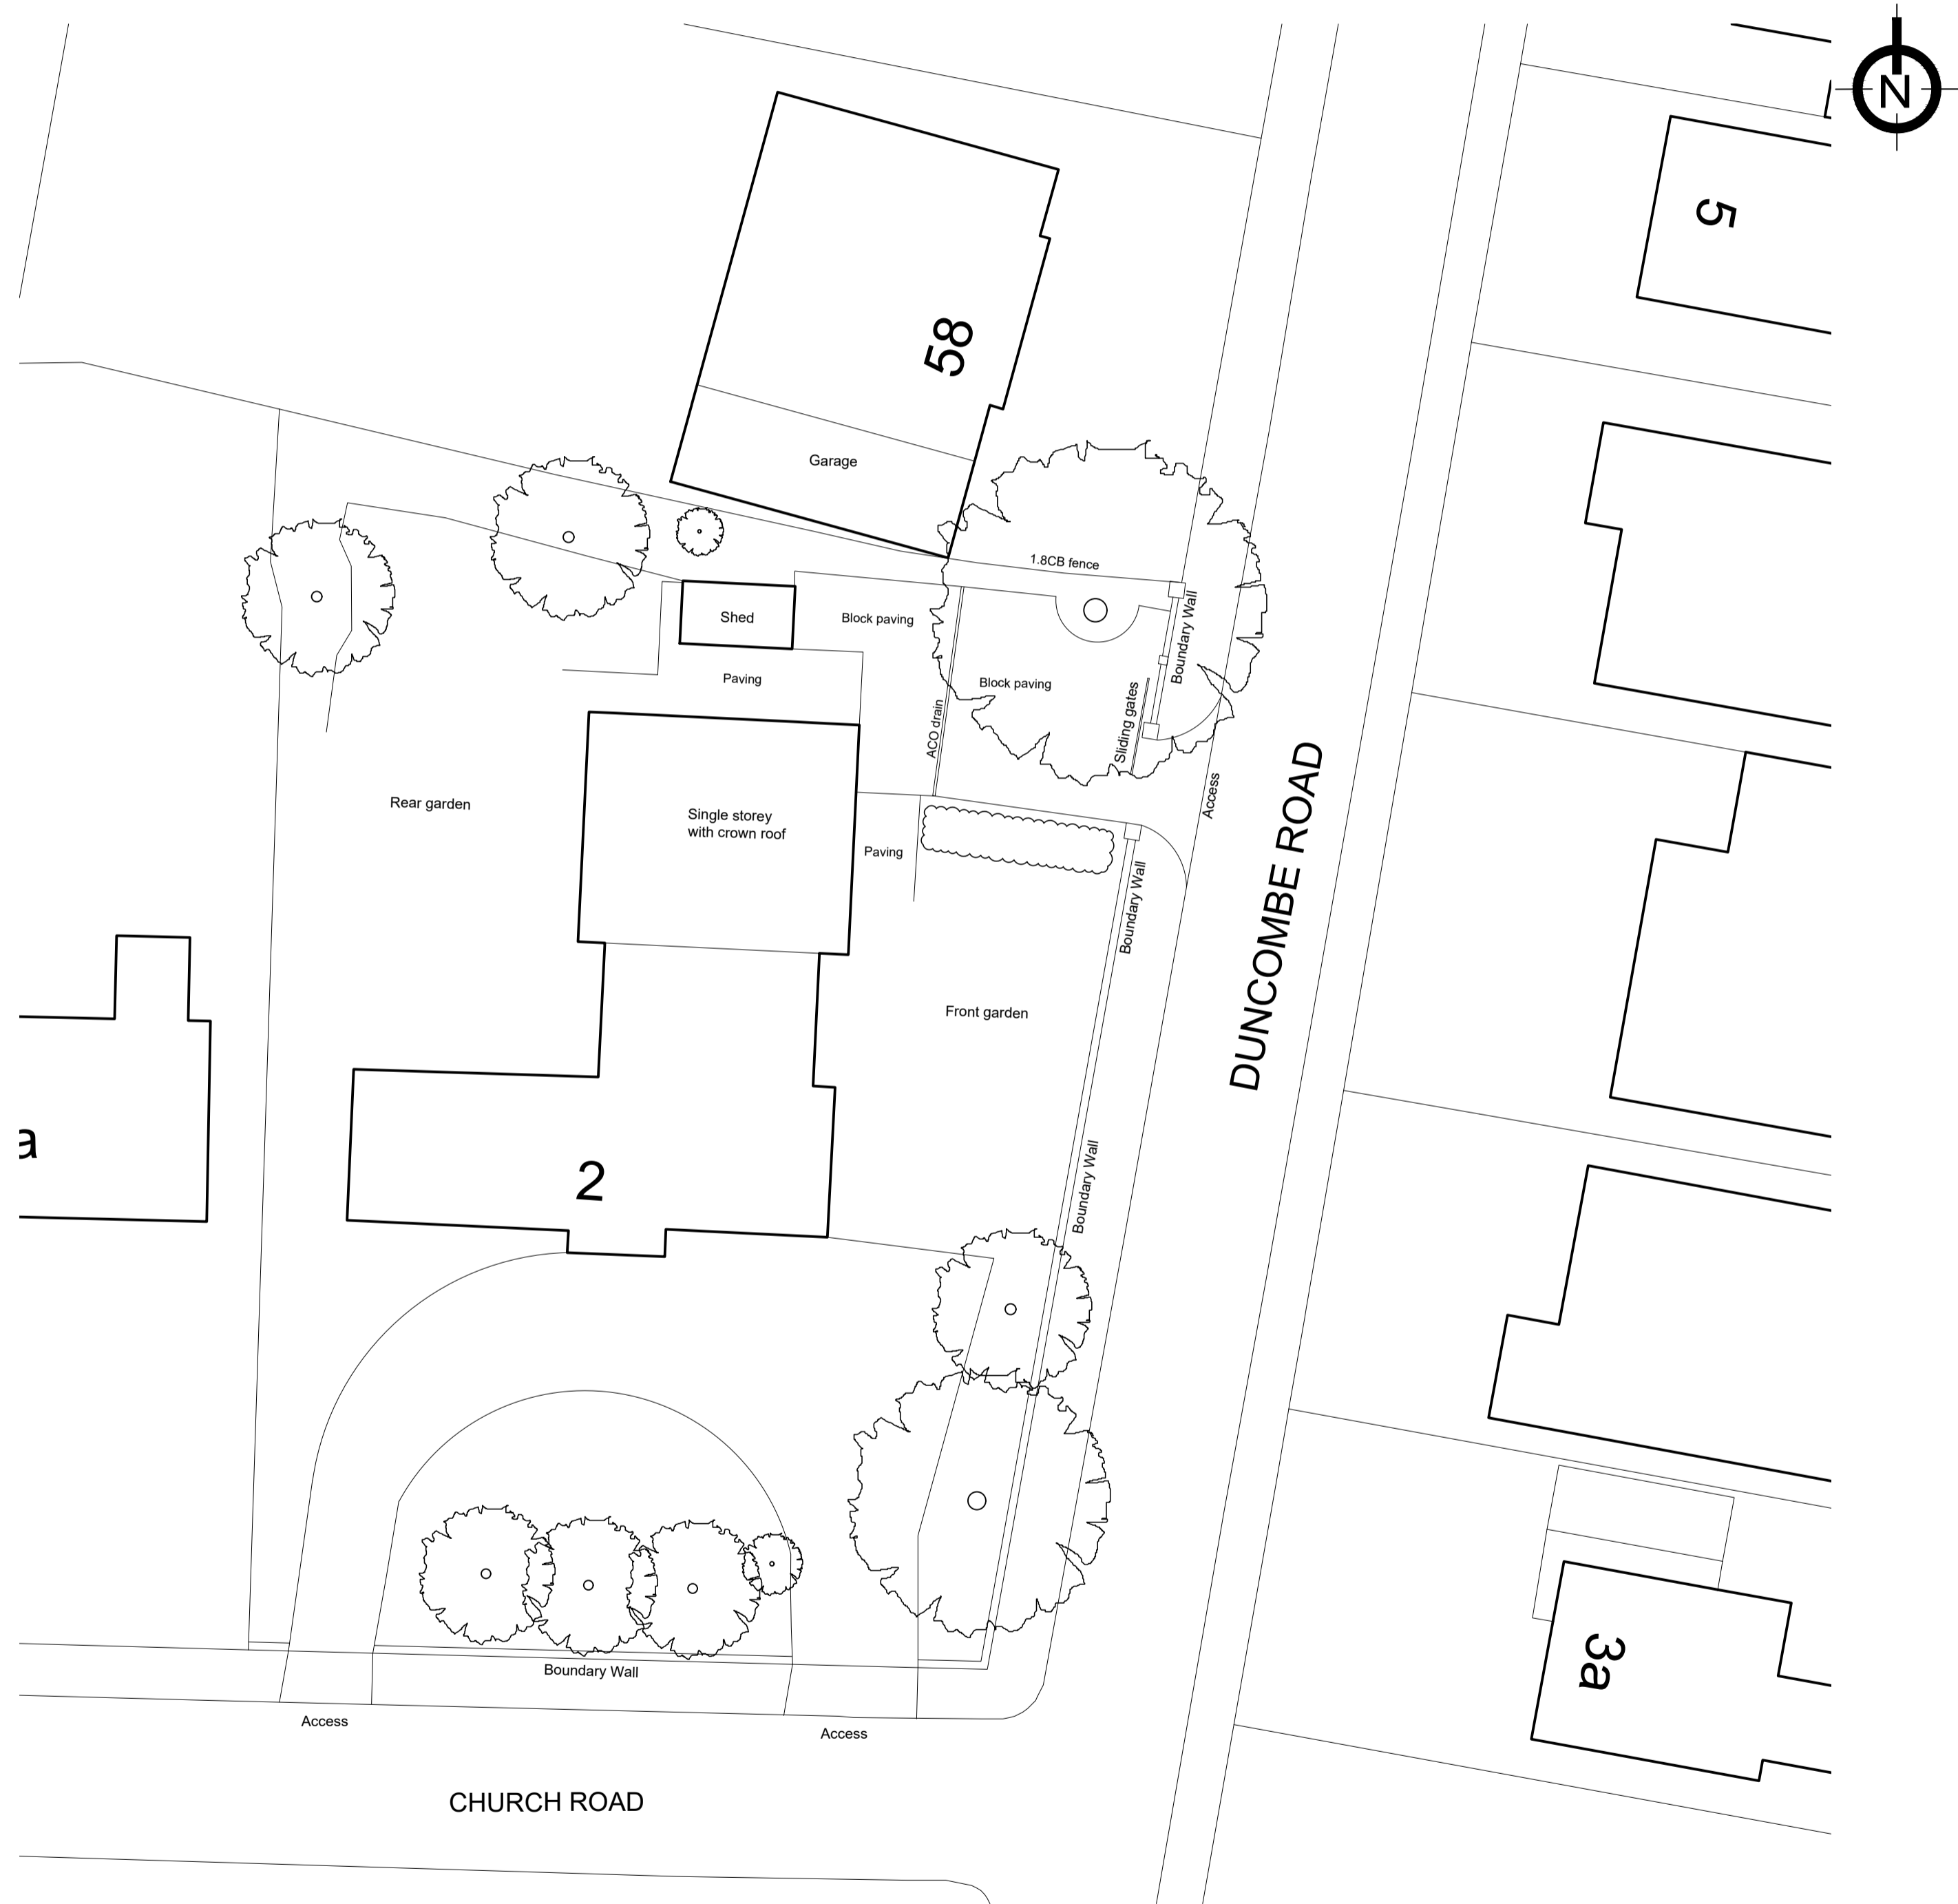 N
5
58
Garage
1.8CB fence
Shed
Block paving
Boundary Wall
Paving
Block paving
Sliding gates
ACO drain
Access
Rear garden
Single storey
with crown roof
Paving
Boundary Wall
DUNCOMBE ROAD
Front garden
a
2
Boundary Wall
3a
Boundary Wall
Access
Access
CHURCH ROAD